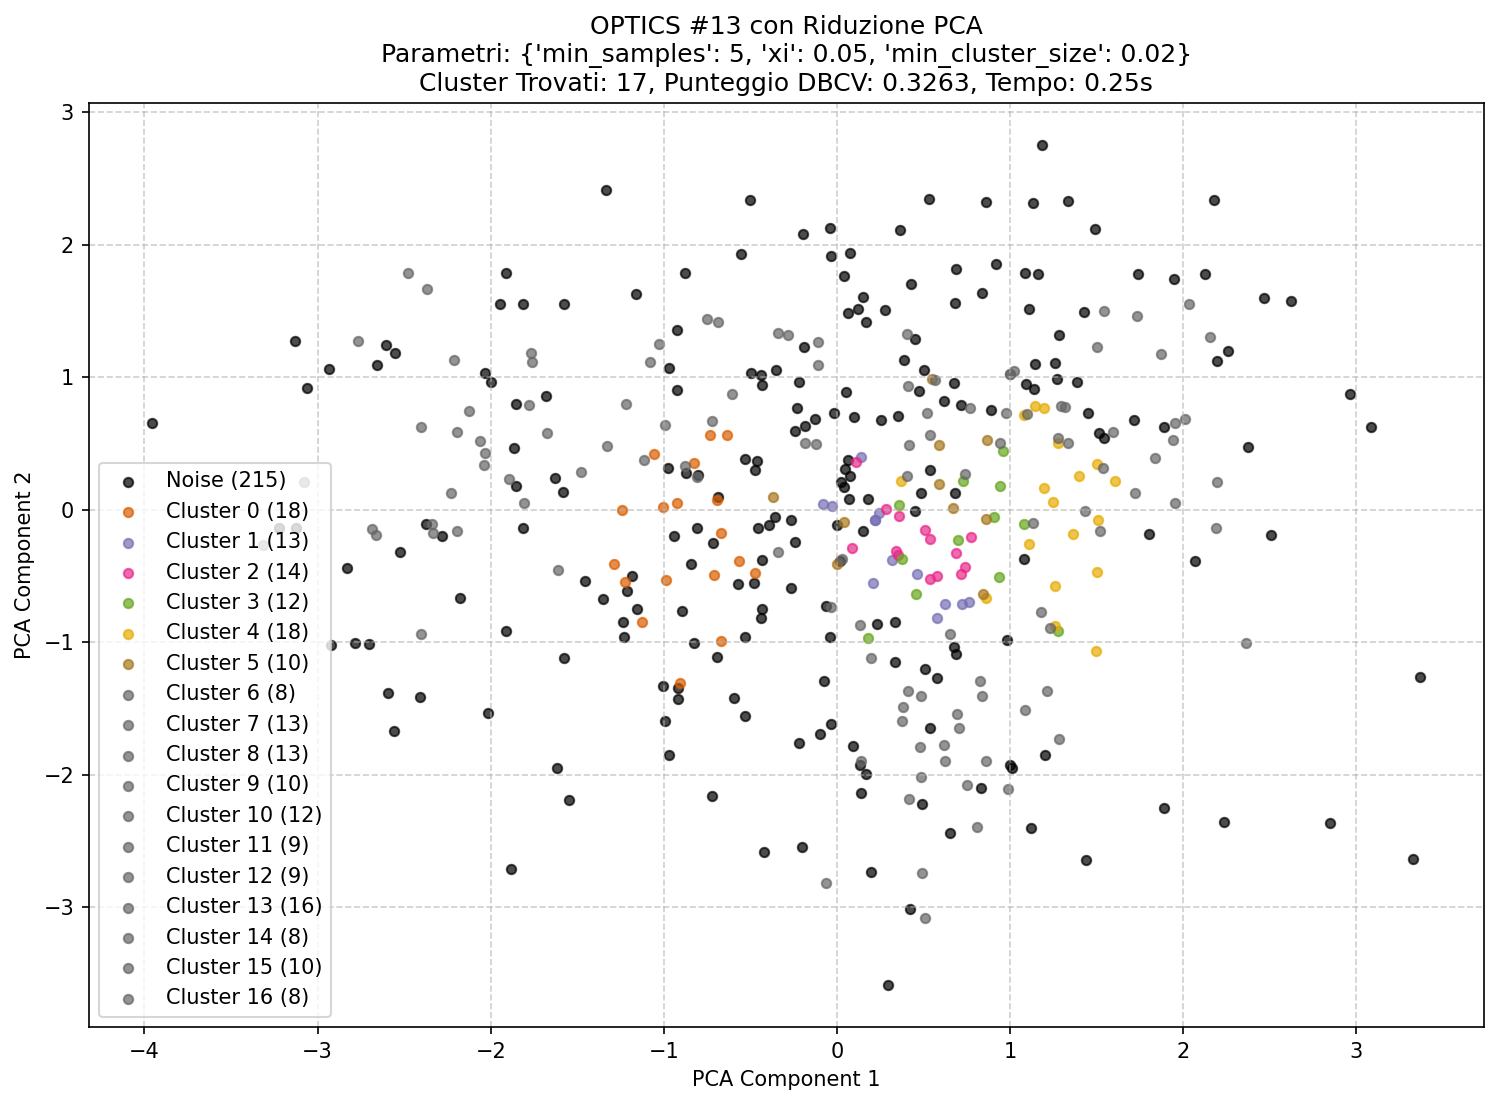 OPTICS #13 con Riduzione PCA
Parametri: {'min_samples': 5, 'xi': 0.05, 'min_cluster_size': 0.02}
Cluster Trovati: 17, Punteggio DBCV: 0.3263, Tempo: 0.25s
PCA Component 2
3
2
1
0
−1
−2
−3
Noise (215)
Cluster 0 (18)
Cluster 1 (13)
Cluster 2 (14)
Cluster 3 (12)
Cluster 4 (18)
Cluster 5 (10)
Cluster 6 (8)
Cluster 7 (13)
Cluster 8 (13)
Cluster 9 (10)
Cluster 10 (12)
Cluster 11 (9)
Cluster 12 (9)
Cluster 13 (16)
Cluster 14 (8)
Cluster 15 (10)
Cluster 16 (8)
−4 −3 −2 −1 0 1 2 3
PCA Component 1